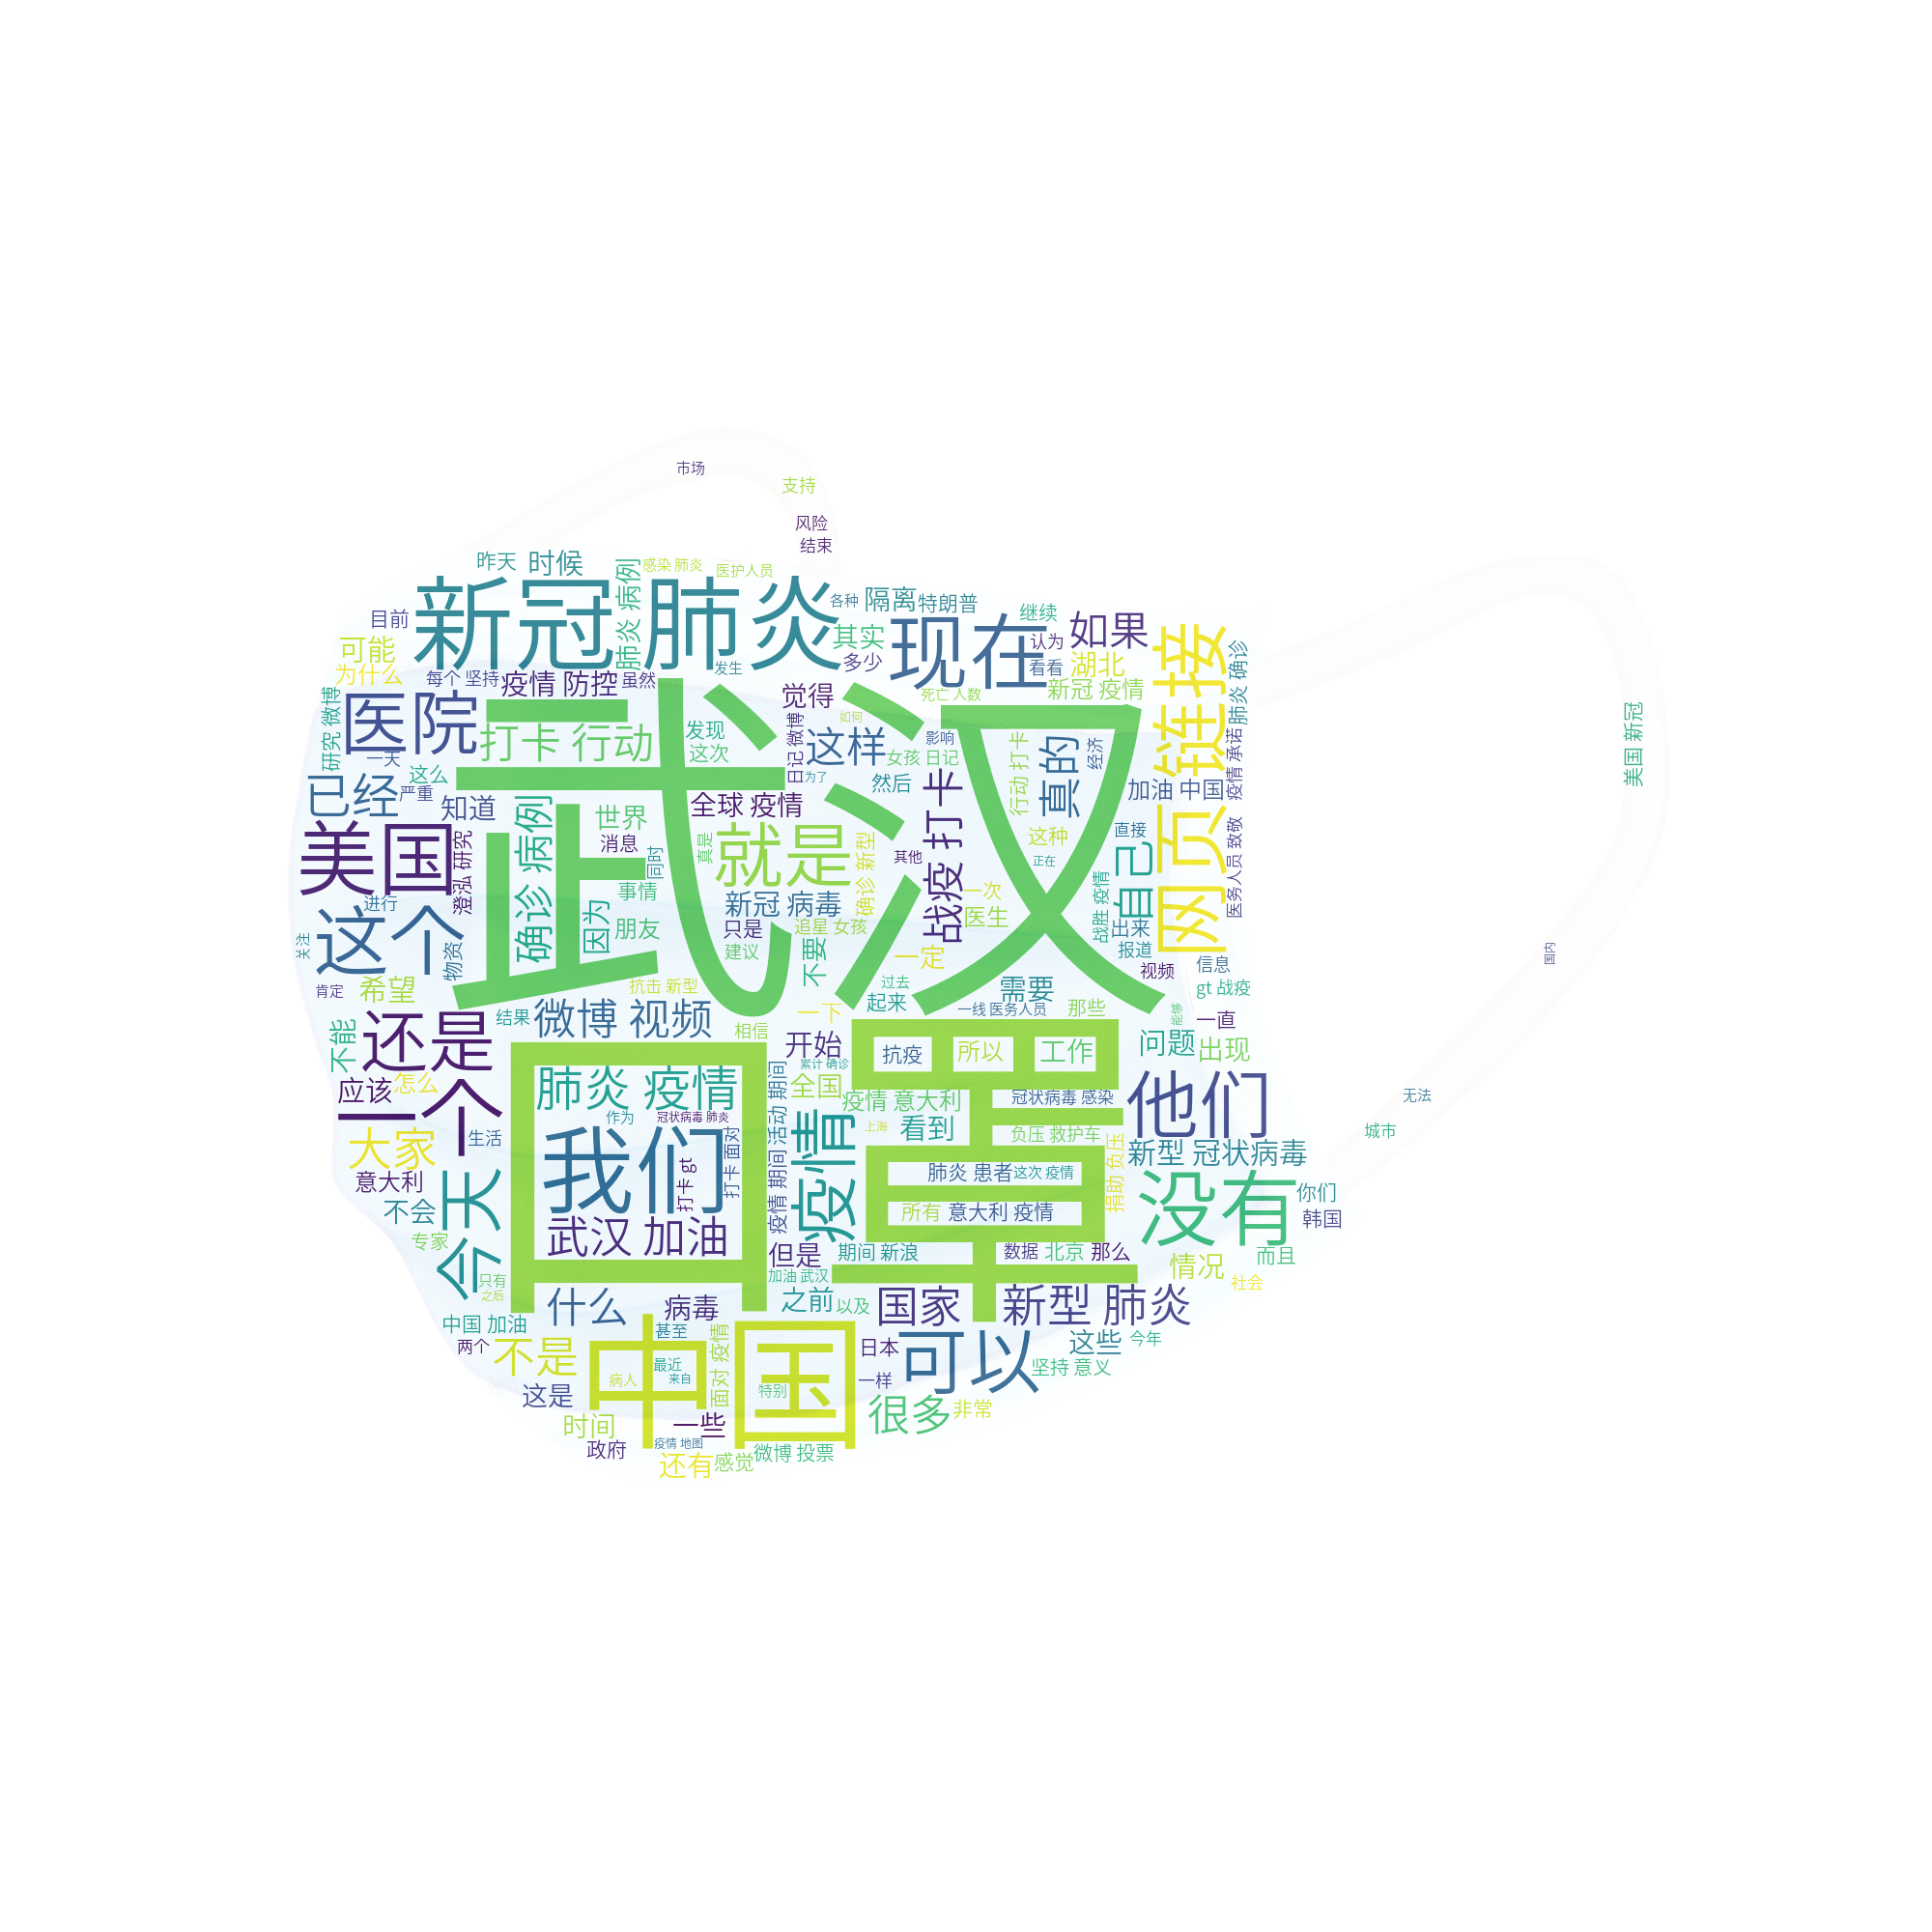 市场
支持
风险
结束
昨天
时候
肺炎 病例
感染 肺炎
医护人员
新冠 肺炎
各种
隔离
特朗普
继续
目前
可能
为什么
其实
多少
现在
认为
看看
如果
湖北
新冠 疫情
链接
肺炎 确诊
研究 微博
每个 坚持
疫情 防控
虽然
发生
觉得
死亡 人数
美国 新冠
医院
打卡 行动
武汉
发现
这次
日记 微博
如何
这样
影响
女孩 日记
行动 打卡
真的
经济
疫情 承诺
一天
已经
严重
这么
知道
为了
然后
加油 中国
确诊 病例
世界
消息
全球 疫情
战疫 打卡
这种
直接
网页
美国
澄泓 研究
同时
真是
就是
确诊 新型
其他
正在
自己
医务人员 致敬
进行
这个
事情
朋友
因为
新冠 病毒
只是
追星 女孩
建议
不要
一次
医生
战胜 疫情
出来
报道
关注
物资
一定
视频
信息
国内
肯定
希望
抗击 新型
过去
起来
需要
gt 战疫
不能
还是
结果
微博 视频
相信
一下
一线 医务人员
那些
能够
一直
开始
口罩
抗疫
所以
工作
问题
出现
应该
怎么
一个
肺炎 疫情
累计 确诊
全国
疫情 意大利
冠状病毒 感染
他们
无法
城市
大家
生活
作为
冠状病毒 肺炎
疫情 期间
活动 期间
疫情
上海
看到
负压 救护车
新型 冠状病毒
意大利
今天
我们
打卡 gt
打卡 面对
肺炎 患者
这次 疫情
捐助 负压
没有
你们
韩国
不会
专家
武汉 加油
所有
意大利 疫情
但是
期间 新浪
数据
北京
那么
情况
而且
社会
只有
之后
加油 武汉
什么
病毒
之前
以及
国家
新型 肺炎
中国 加油
两个
不是
中国
甚至
最近
来自
病人
面对 疫情
特别
日本
一样
可以
这些
今年
坚持 意义
这是
时间
政府
一些
疫情 地图
还有
感觉
微博 投票
很多
非常